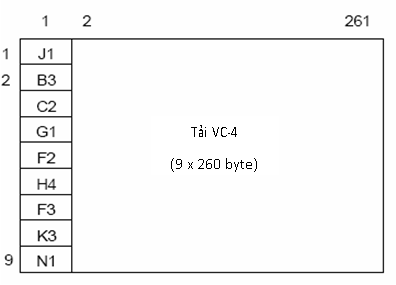 1 2 261
1 J1
2 B3
C2
G1
Tải VC-4
F2
(9 x 260 byte)
H4
F3
K3
9 N1